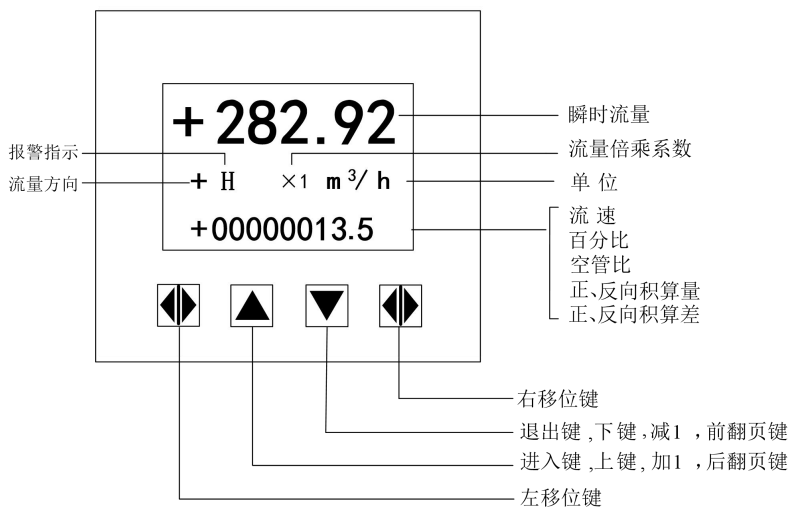 +282.92
瞬时流量
报警指示
流量倍乘系数
流量方向
+ H ×1 m³/h
单 位
+00000013.5
流 速
百分比
空管比
正、反向积算量
正、反向积算差
右移位键
退出键,下键,减1 ,前翻页键
进入键,上键,加1 ,后翻页键
左移位键